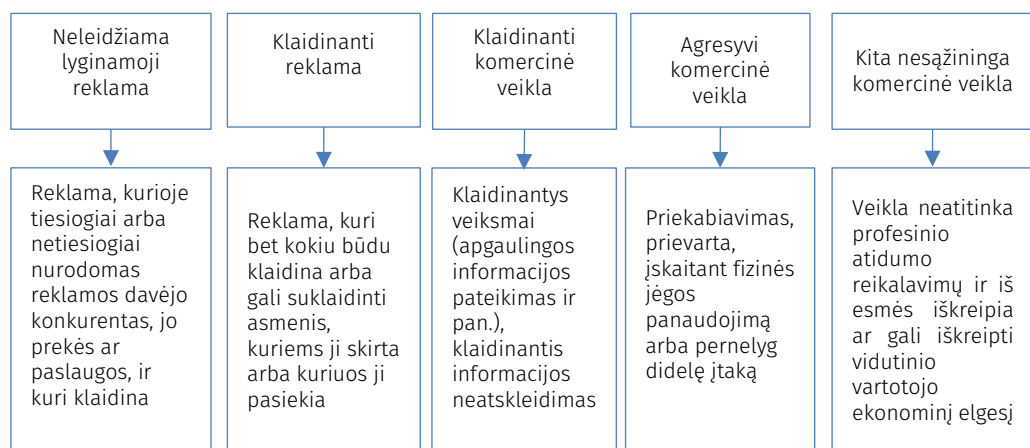 Neleidžiama
lyginamoji
reklama
Klaidinanti
reklama
Klaidinanti
komercinė
veikla
Agresyvi
komercinė
veikla
Kita nesąžininga
komercinė veikla
Reklama, kurioje
tiesiogiai arba
netiesiogiai
nurodomas
reklamos davėjo
konkurentas, jo
prekės ar
paslaugos, ir
kuri klaidina
Reklama, kuri
bet kokiu būdu
klaidina arba
gali suklaidinti
asmenis,
kuriems ji skirta
arba kuriuos ji
pasiekia
Klaidinantys
veiksmai
(apgaulingos
informacijos
pateikimas ir
pan.),
klaidinantis
informacijos
neatskleidimas
Priekabiavimas,
prievarta,
įskaitant fizinės
jėgos
panaudojimą
arba pernelyg
didelę įtaką
Veikla neatitinka
profesinio
atidumo
reikalavimų ir iš
esmės iškreipia
ar gali iškreipti
vidutinio
vartotojo
ekonominį elgesį